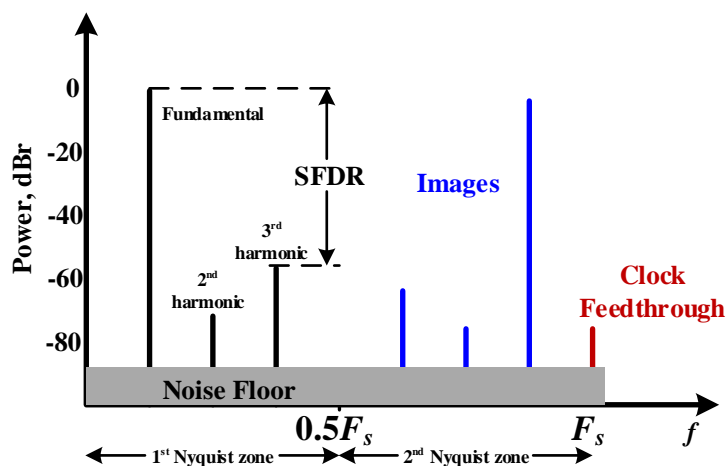 Power, dBr
0
-20
-40
-60
-80
Fundamental
SFDR
2nd
harmonic
3rd
harmonic
Images
Clock
Feedthrough
Noise Floor
0.5Fs
Fs
f
1st Nyquist zone
2nd Nyquist zone